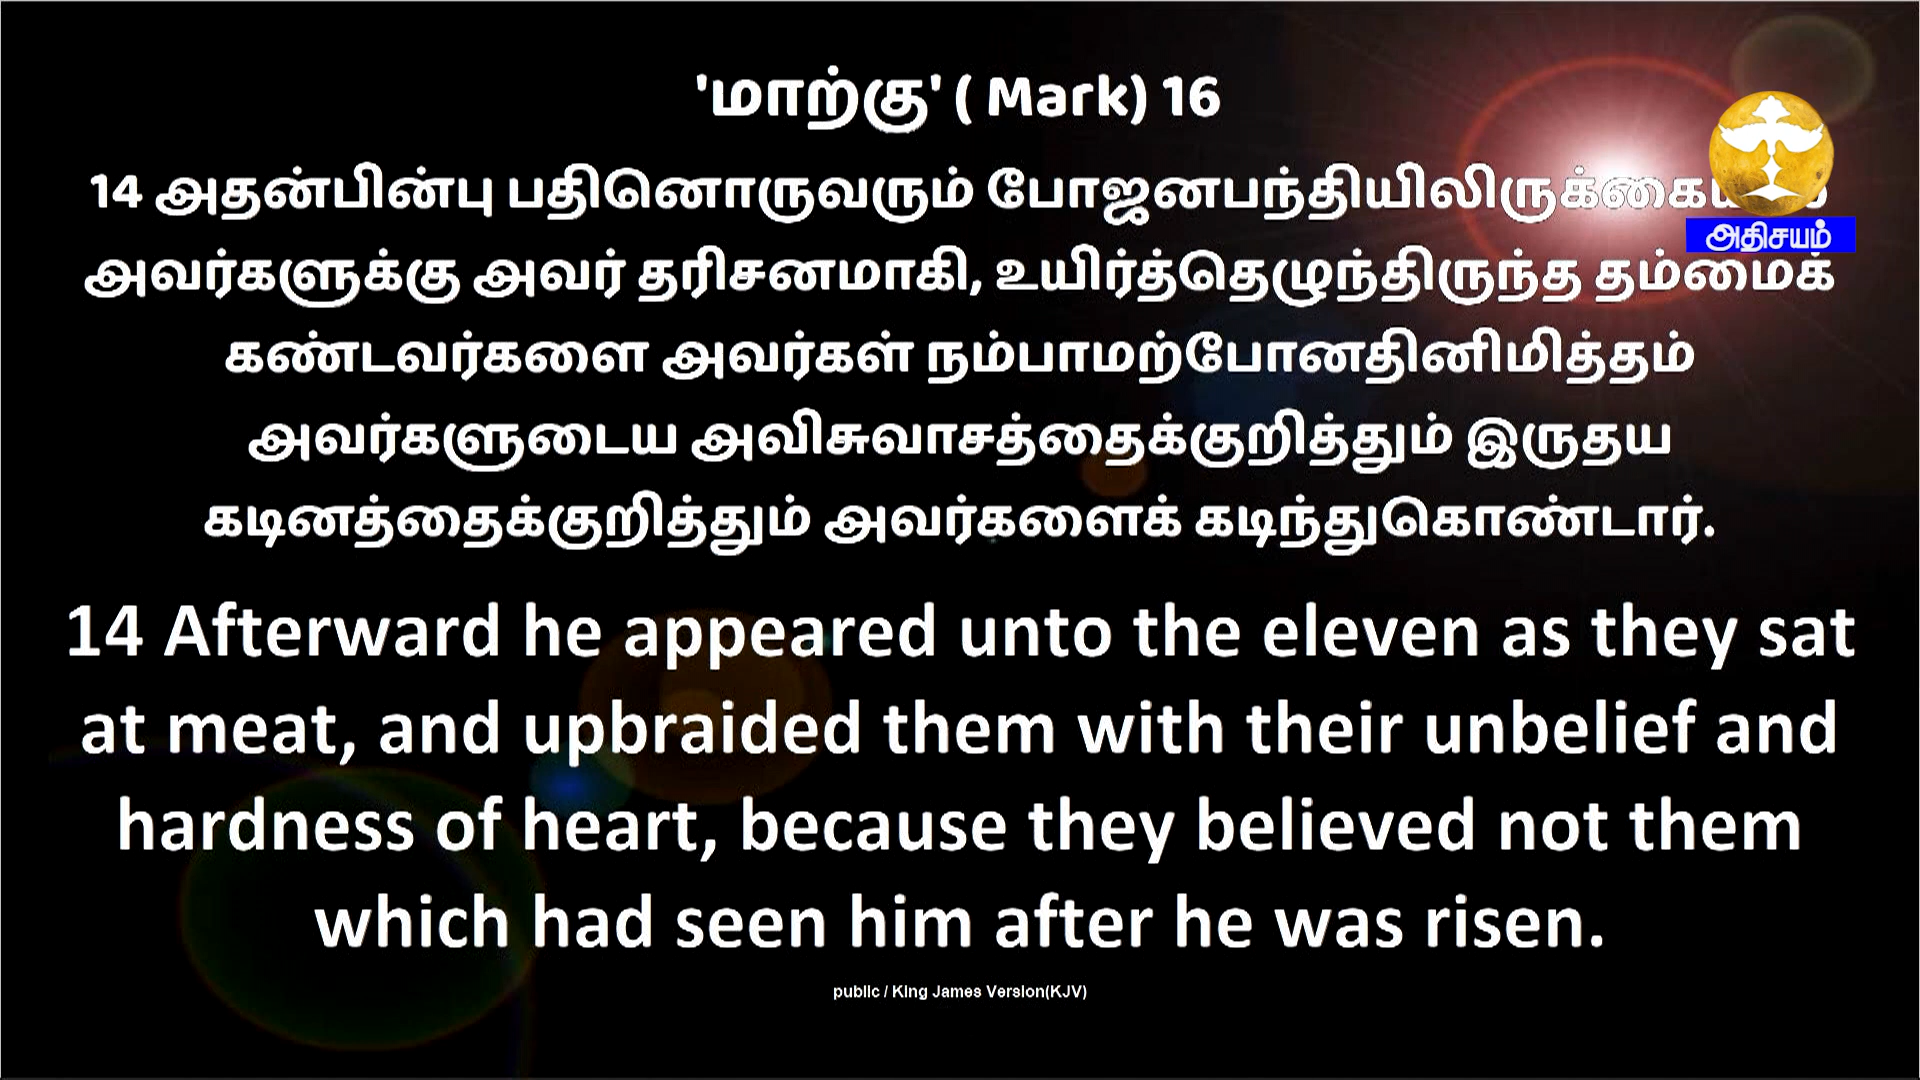 'மாற்கு' ( Mark) 16
14 அதன்பின்பு பதினொருவரும் போஜனபந்தியிலிருக்கையில்
அதிசயம்
அவர்களுக்கு அவர் தரிசனமாகி, உயிர்த்தெழுந்திருந்த தம்மைக்
கண்டவர்களை அவர்கள் நம்பாமற்போனதினிமித்தம்
அவர்களுடைய அவிசுவாசத்தைக்குறித்தும் இருதய
கடினத்தைக்குறித்தும் அவர்களைக் கடிந்துகொண்டார்.
14 Afterward he appeared unto the eleven as they sat
at meat, and upbraided them with their unbelief and
hardness of heart, because they believed not them
which had seen him after he was risen.
public / King James Version(KJV)